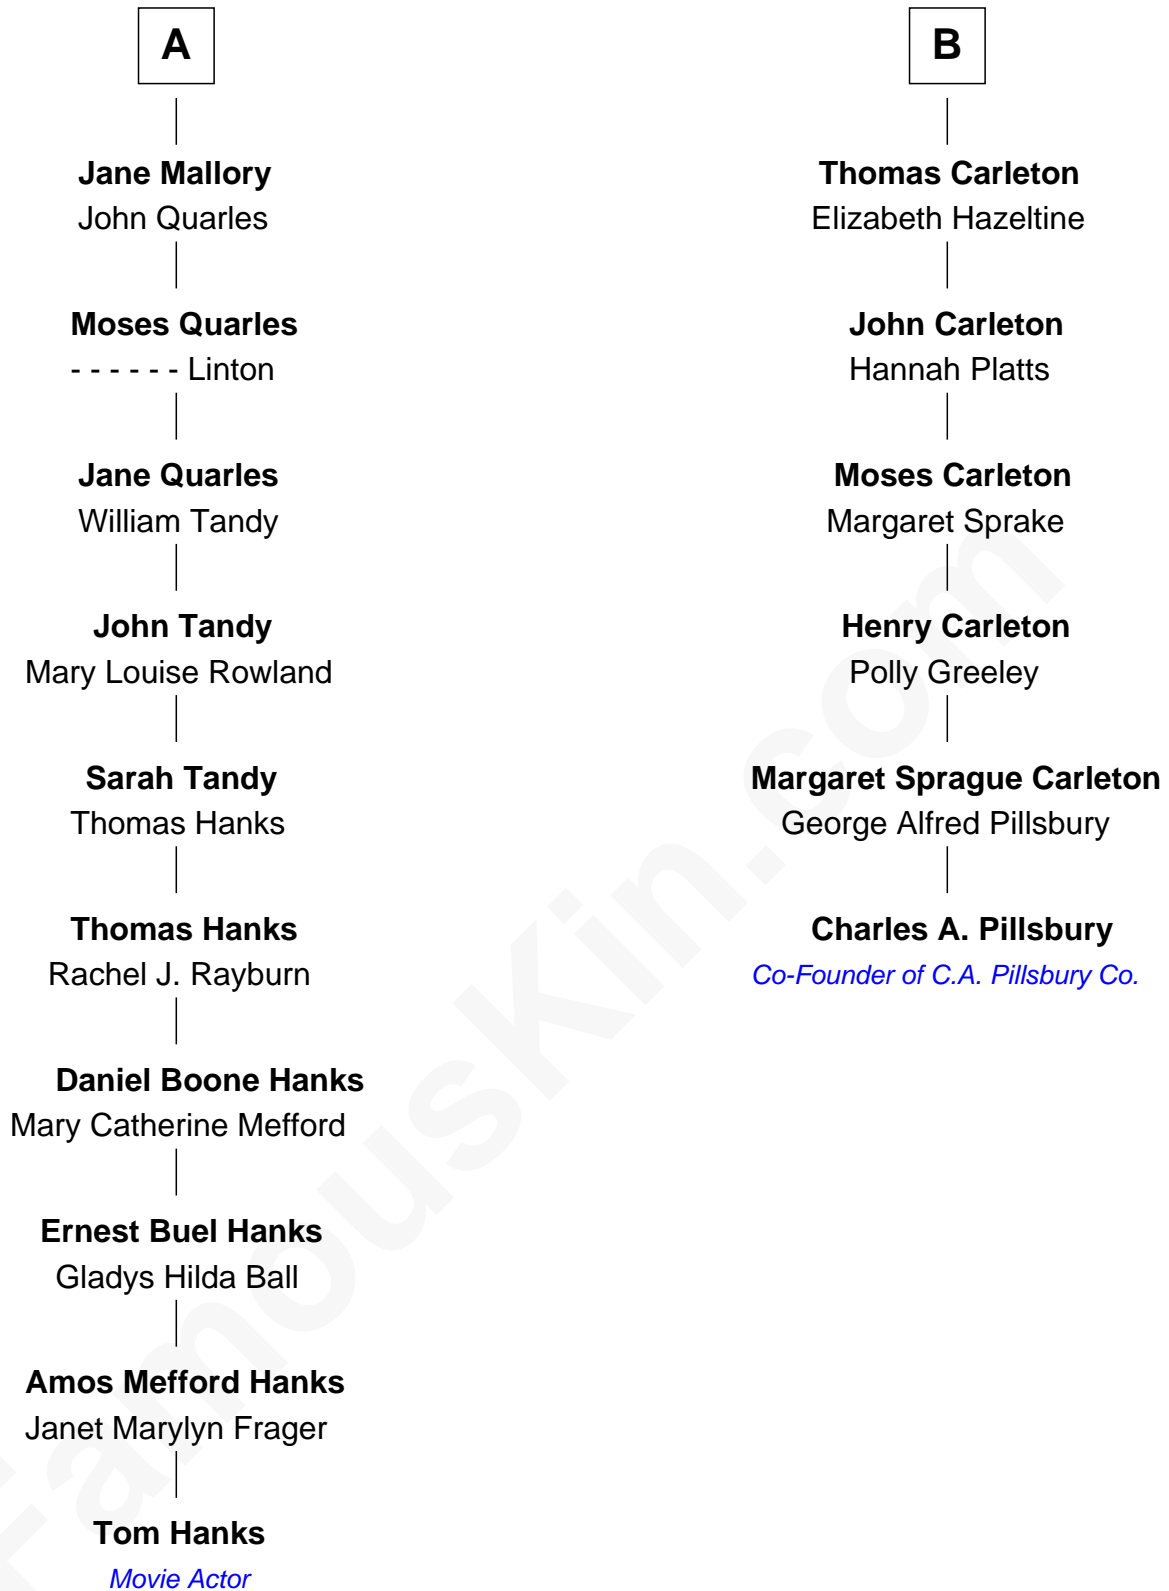 A
Jane Mallory
John Quarles
Moses Quarles
- - - - - - Linton
Jane Quarles
William Tandy
John Tandy
Mary Louise Rowland
Sarah Tandy
Thomas Hanks
Thomas Hanks
Rachel J. Rayburn
Daniel Boone Hanks
Mary Catherine Mefford
Ernest Buel Hanks
Gladys Hilda Ball
Amos Mefford Hanks
Janet Marylyn Frager
Tom Hanks
Movie Actor
B
Thomas Carleton
Elizabeth Hazeltine
John Carleton
Hannah Platts
Moses Carleton
Margaret Sprake
Henry Carleton
Polly Greeley
Margaret Sprague Carleton
George Alfred Pillsbury
Charles A. Pillsbury
Co-Founder of C.A. Pillsbury Co.
FamousKin.com